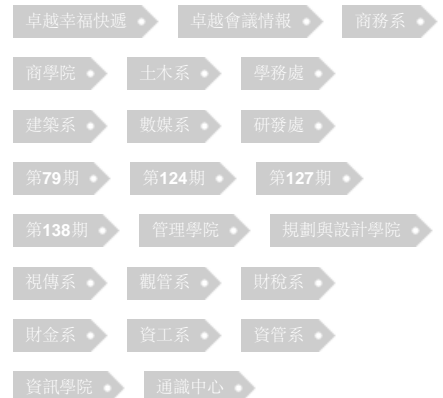 卓越幸福快遞 卓越會議情報 商務系
商學院 土木系 學務處
建築系 數媒系 研發處
第79期 第124期 第127期
第138期 管理學院 規劃與設計學院
視傳系 觀管系 財稅系
財金系 資工系 資管系
資訊學院 通識中心